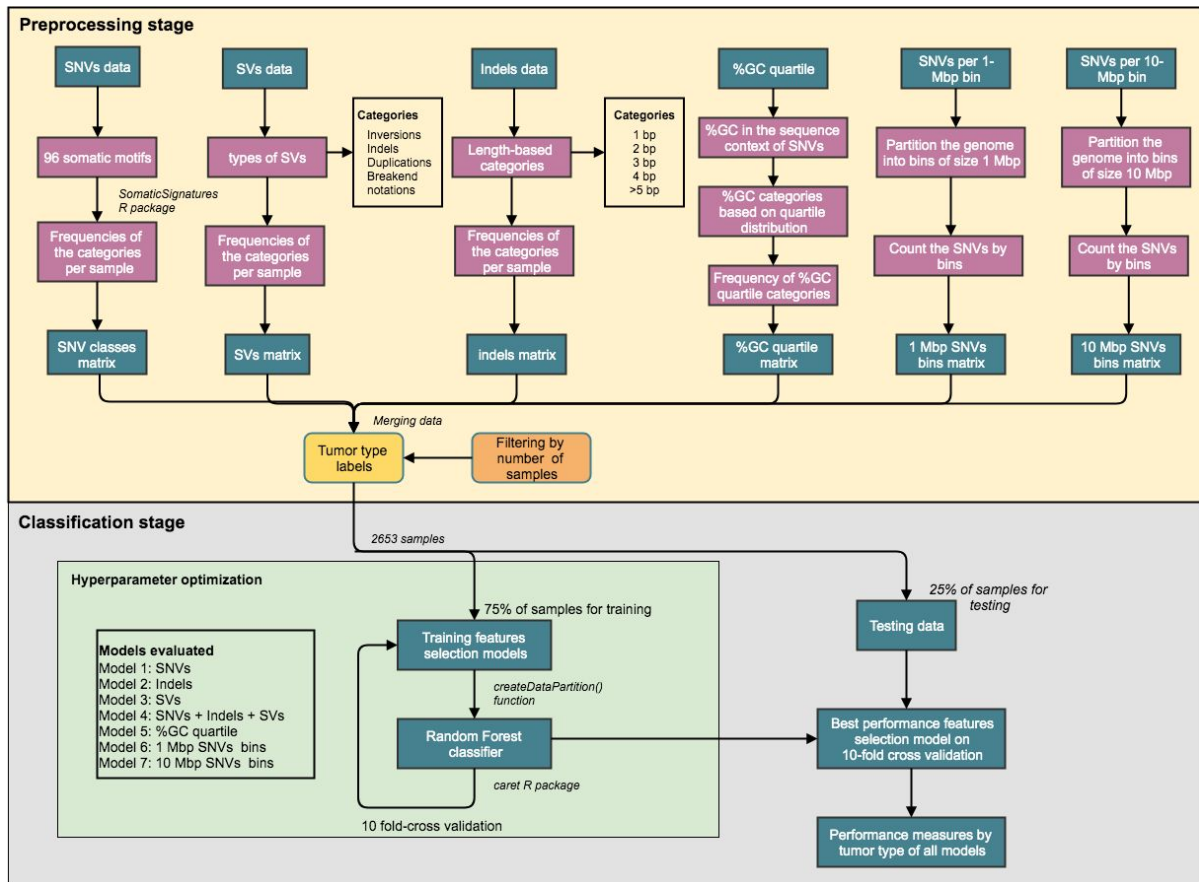 Preprocessing stage
SNVs data
96 somatic motifs
SomaticSignatures
R package
Frequencies of
the categories
per sample
SNV classes
matrix
SVs data
types of SVs
Categories
Inversions
Indels
Duplications
Breakend
notations
Frequencies of
the categories
per sample
SVs matrix
Indels data
Length-based
categories
Categories
1 bp
2 bp
3 bp
4 bp
>5 bp
Frequencies of
the categories
per sample
indels matrix
%GC quartile
%GC in the sequence
context of SNVs
%GC categories
based on quartile
distribution
Frequency of %GC
quartile categories
%GC quartile
matrix
SNVs per 1-
Mbp bin
Partition the genome
into bins of size 1 Mbp
Count the SNVs by
bins
1 Mbp SNVs
bins matrix
SNVs per 10-
Mbp bin
Partition the
genome into bins
of size 10 Mbp
Count the SNVs
by bins
10 Mbp SNVs
bins matrix
Merging data
Tumor type
labels
Filtering by
number of
samples
Classification stage
2653 samples
Hyperparameter optimization
75% of samples for training
Models evaluated
Model 1: SNVs
Model 2: Indels
Model 3: SVs
Model 4: SNVs + Indels + SVs
Model 5: %GC quartile
Model 6: 1 Mbp SNVs bins
Model 7: 10 Mbp SNVs bins
Training features
selection models
createDataPartition()
function
Random Forest
classifier
caret R package
10 fold-cross validation
25% of samples for
testing
Testing data
Best performance features
selection model on
10-fold cross validation
Performance measures by
tumor type of all models